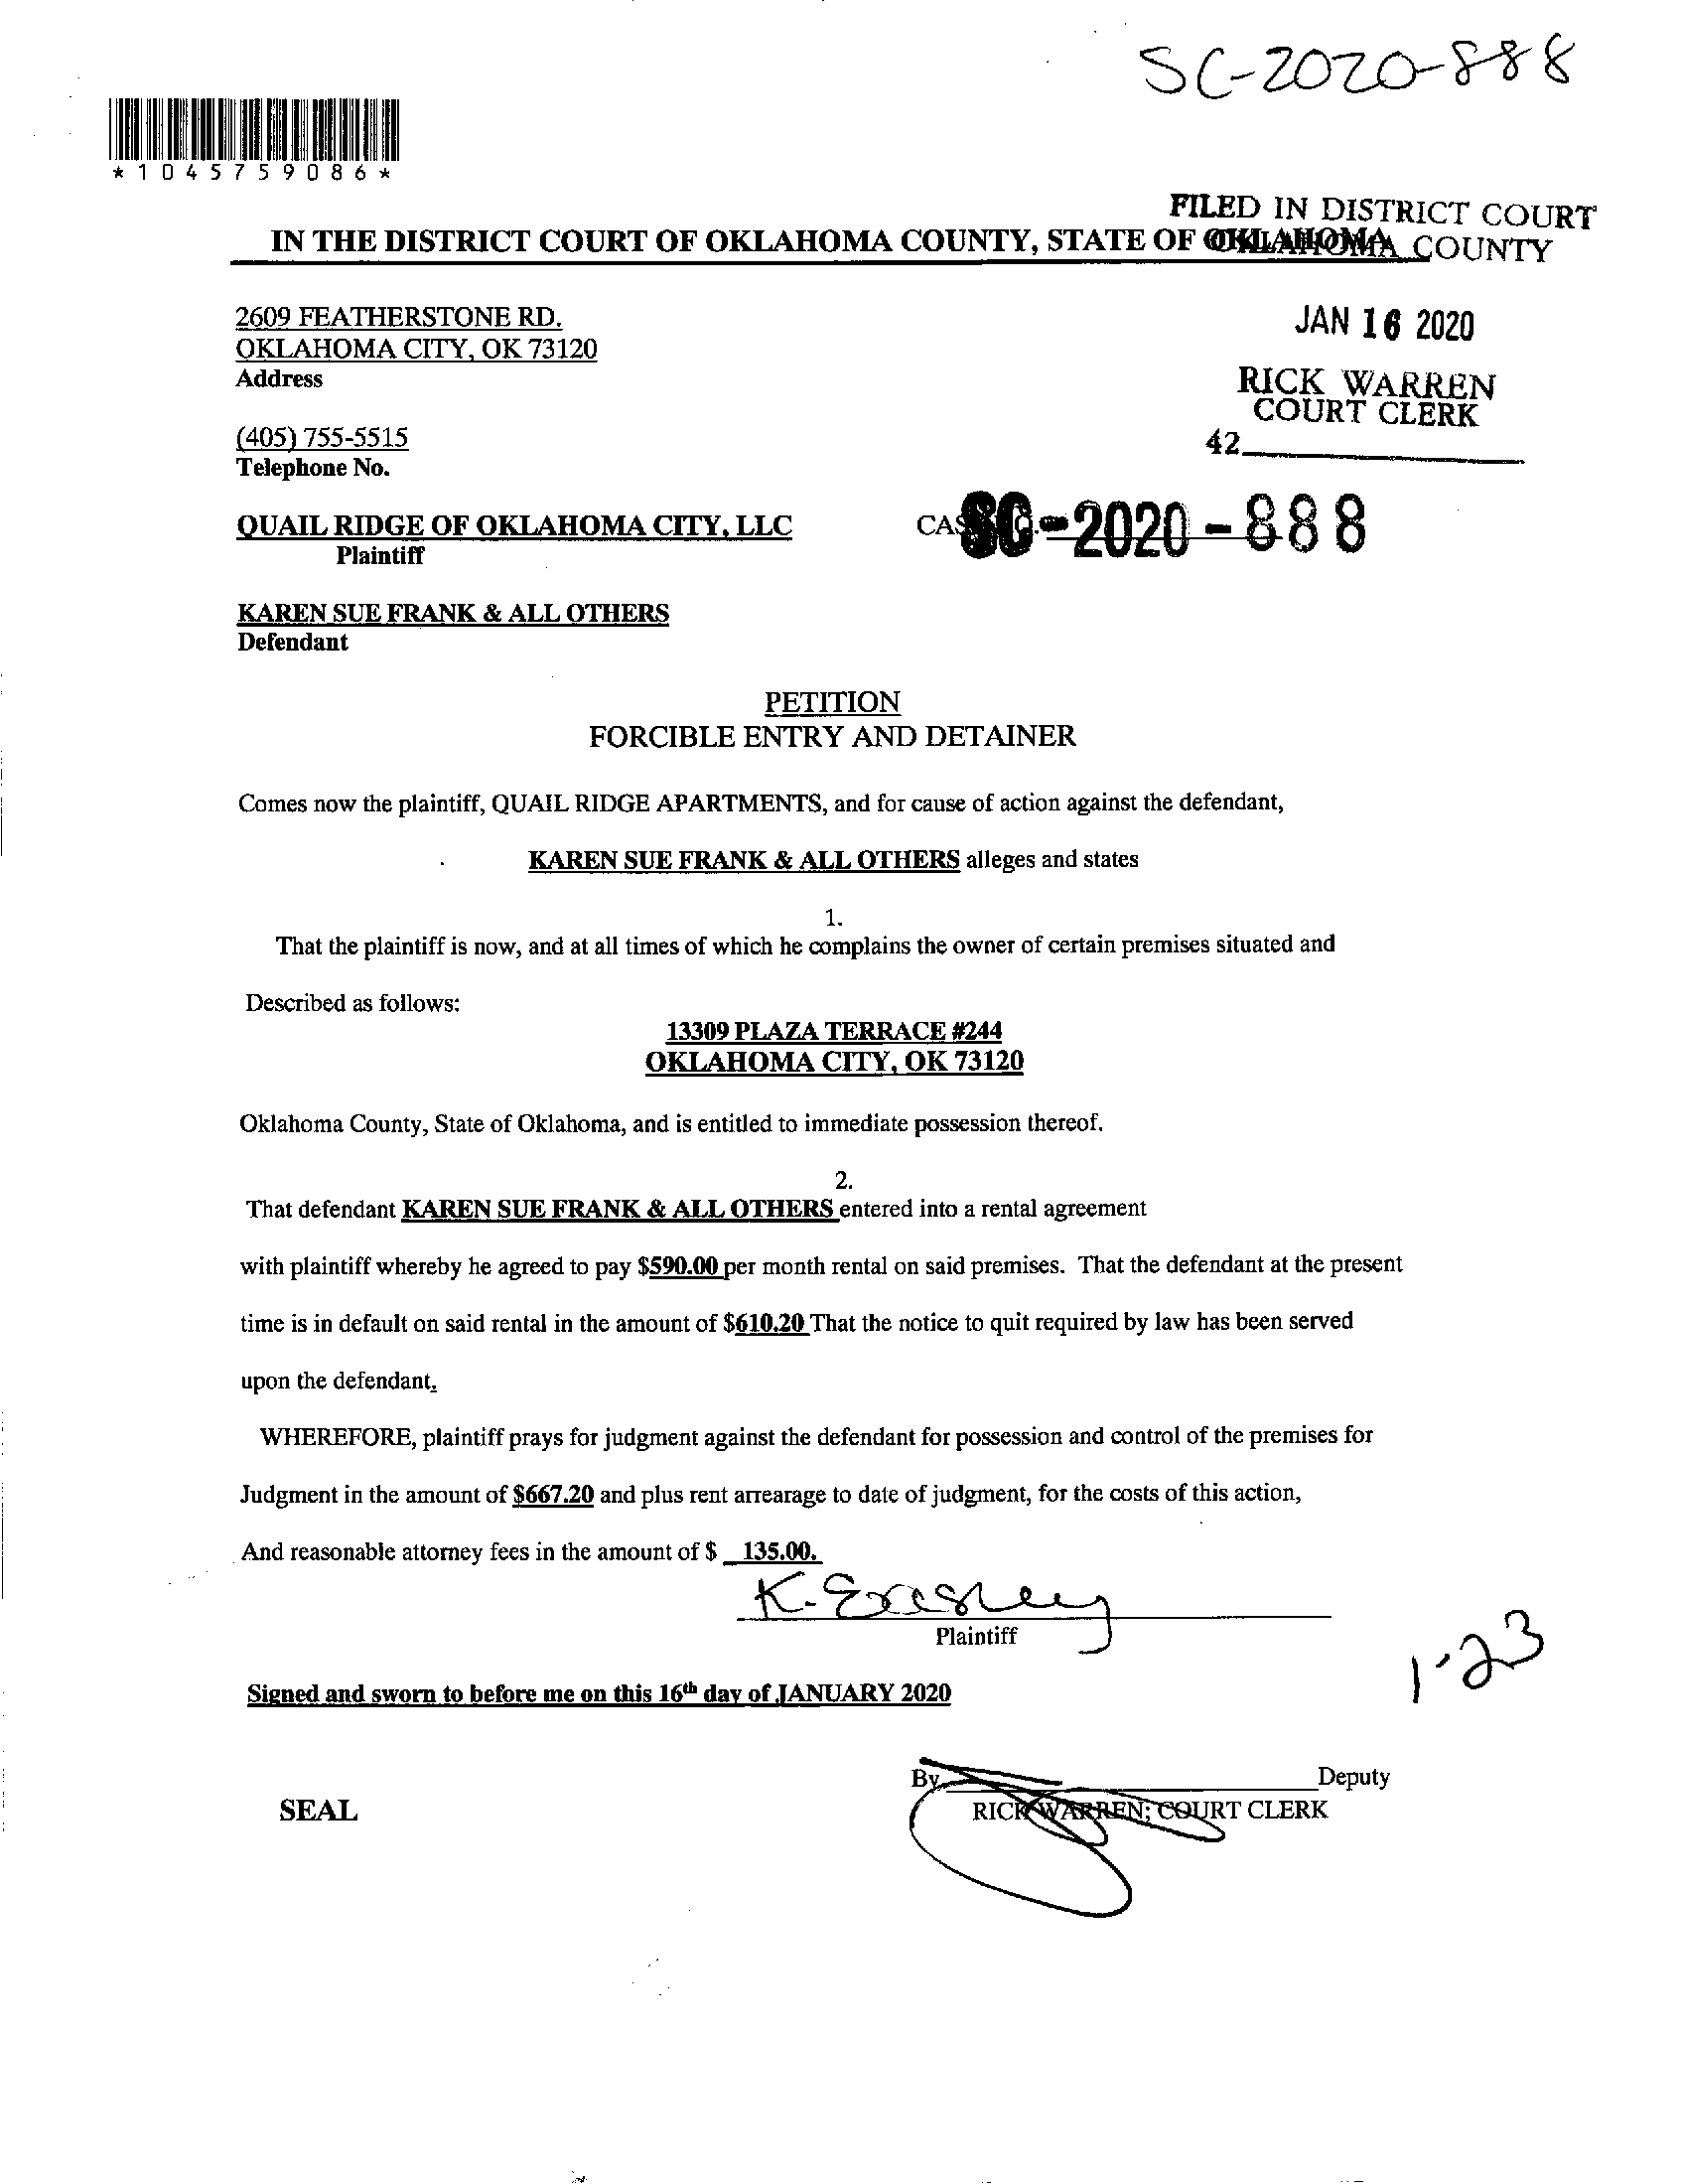 SC-2020-888
*1045759086*
FILED IN DISTRICT COURT
OKLAHOMA COUNTY
IN THE DISTRICT COURT OF OKLAHOMA COUNTY, STATE OF OKLAHOMA
2609 FEATHERSTONE RD.
OKLAHOMA CITY, OK 73120
Address
JAN 16 2020
RICK WARREN
COURT CLERK
42
(405) 755-5515
Telephone No.
QUAIL RIDGE OF OKLAHOMA CITY, LLC
Plaintiff
SC-2020-888
KAREN SUE FRANK & ALL OTHERS
Defendant
PETITION
FORCIBLE ENTRY AND DETAINER
Comes now the plaintiff, QUAIL RIDGE APARTMENTS, and for cause of action against the defendant,
KAREN SUE FRANK & ALL OTHERS alleges and states
1.
That the plaintiff is now, and at all times of which he complains the owner of certain premises situated and
Described as follows:
13309 PLAZA TERRACE #244
OKLAHOMA CITY, OK 73120
Oklahoma County, State of Oklahoma, and is entitled to immediate possession thereof.
2.
That defendant KAREN SUE FRANK & ALL OTHERS entered into a rental agreement
with plaintiff whereby he agreed to pay $590.00 per month rental on said premises. That the defendant at the present
time is in default on said rental in the amount of $610.20 That the notice to quit required by law has been served
upon the defendant.
WHEREFORE, plaintiff prays for judgment against the defendant for possession and control of the premises for
Judgment in the amount of $667.20 and plus rent arrearage to date of judgment, for the costs of this action,
And reasonable attorney fees in the amount of $ 135.00.
K.
Plaintiff
1-23
Signed and sworn to before me on this 16th day of JANUARY 2020
By Deputy
SEAL
RICK WARREN; COURT CLERK